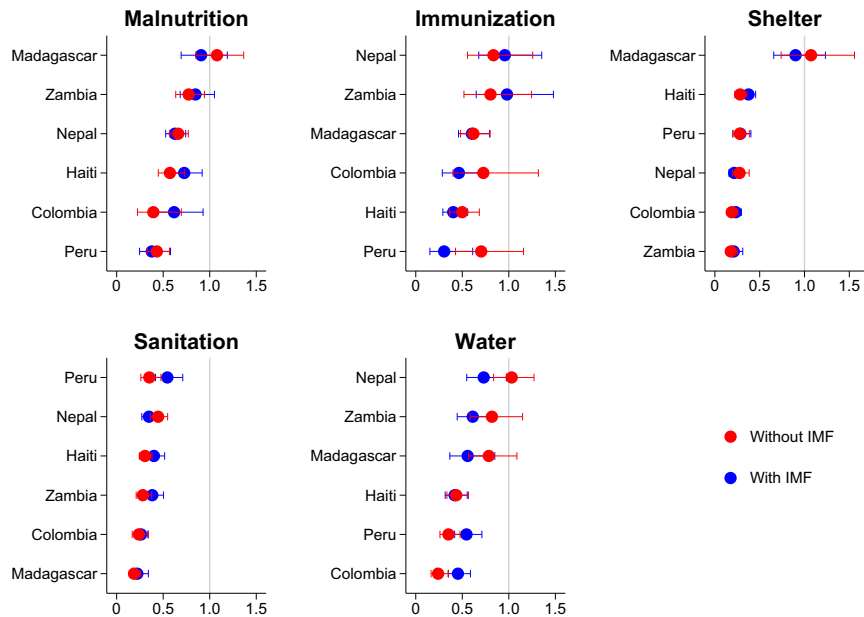 Malnutrition
Madagascar
Zambia
Nepal
Haiti
Colombia
Peru
0 0.5 1.0 1.5
Immunization
Nepal
Zambia
Madagascar
Colombia
Haiti
Peru
0 0.5 1.0 1.5
Shelter
Madagascar
Haiti
Peru
Nepal
Colombia
Zambia
0 0.5 1.0 1.5
Sanitation
Peru
Nepal
Haiti
Zambia
Colombia
Madagascar
0 0.5 1.0 1.5
Water
Nepal
Zambia
Madagascar
Haiti
Peru
Colombia
0 0.5 1.0 1.5
Without IMF
With IMF